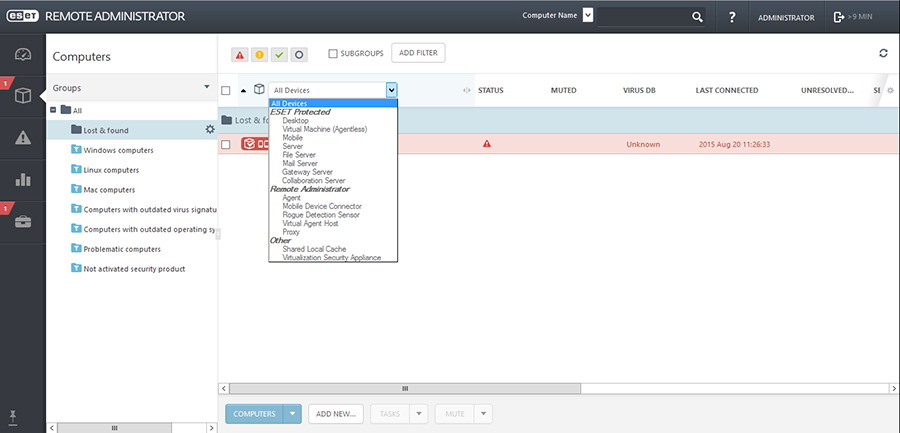 eset REMOTE ADMINISTRATOR
Computer Name
?
ADMINISTRATOR
>9 MIN
Computers
SUBGROUPS
ADD FILTER
1
Groups
All
Lost & found
Windows computers
Linux computers
Mac computers
Computers with outdated virus signatu
Computers with outdated operating sy
Problematic computers
Not activated security product
1
All Devices
STATUS
MUTED
VIRUS DB
LAST CONNECTED
UNRESOLVED...
SE
Lost & f
Unknown
2015 Aug 20 11:26:33
All Devices
ESET Protected
Desktop
Virtual Machine (Agentless)
Mobile
Server
File Server
Mail Server
Gateway Server
Collaboration Server
Remote Administrator
Agent
Mobile Device Connector
Rogue Detection Sensor
Virtual Agent Host
Proxy
Other
Shared Local Cache
Virtualization Security Appliance
COMPUTERS
ADD NEW...
TASKS
MUTE